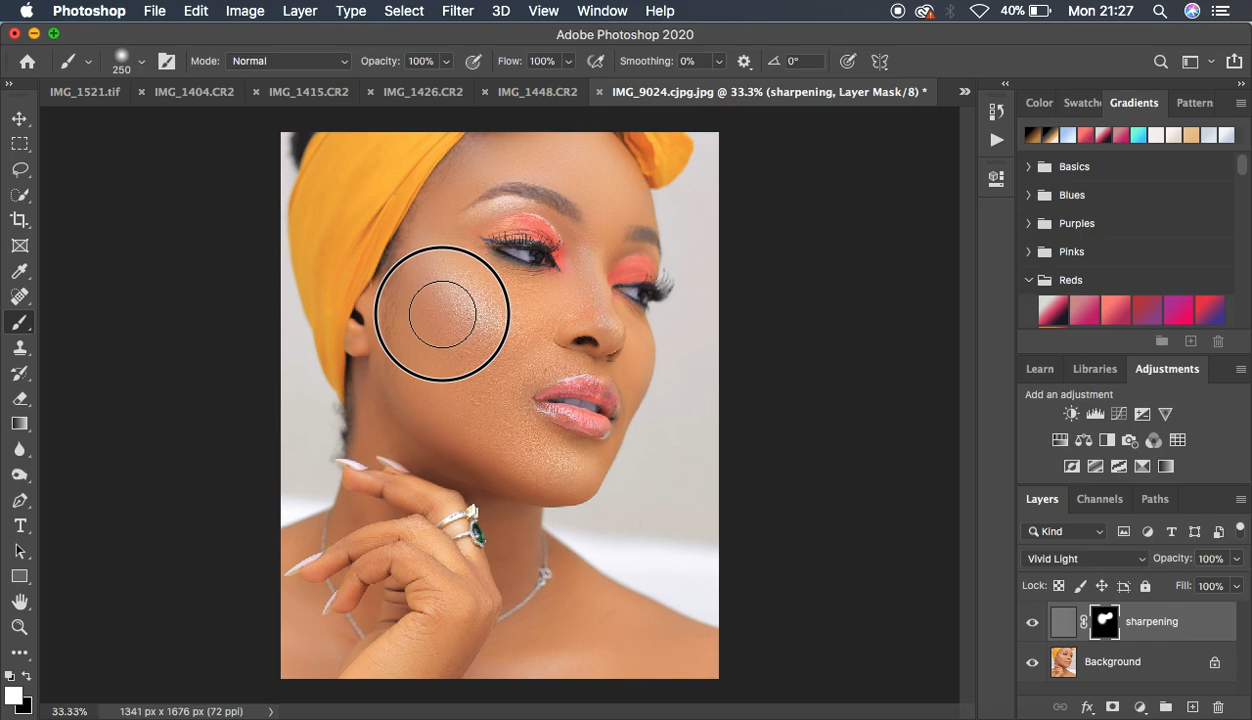 Photoshop File Edit Image Layer Type Select Filter 3D View Window Help 40% Mon 21:27
Adobe Photoshop 2020
250 Mode: Normal Opacity: 100% Flow: 100% Smoothing: 0% 0°
IMG_1521.tif IMG_1404.CR2 IMG_1415.CR2 IMG_1426.CR2 IMG_1448.CR2 IMG_9024.cjpg.jpg @ 33.3% (sharpening, Layer Mask/8) *
Color Swatche Gradients Pattern
Basics
Blues
Purples
Pinks
Reds
Learn Libraries Adjustments
Add an adjustment
Layers Channels Paths
Kind
Vivid Light Opacity: 100%
Lock: Fill: 100%
sharpening
Background
33.33% 1341 px x 1676 px (72 ppi)